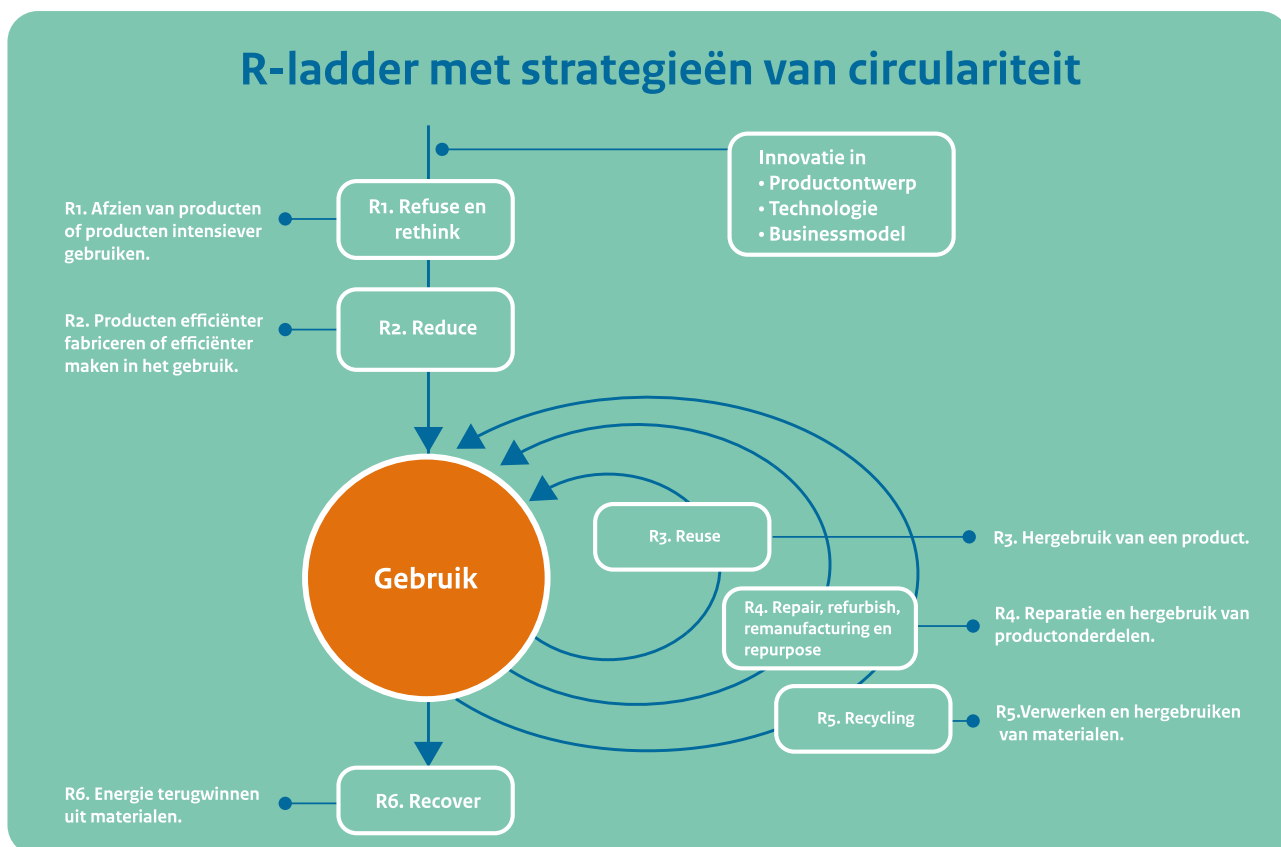 R-ladder met strategieën van circulariteit
Innovatie in
• Productontwerp
• Technologie
• Businessmodel
R1. Afzien van producten
of producten intensiever
gebruiken.
R1. Refuse en
rethink
R2. Producten efficiënter
fabriceren of efficiënter
maken in het gebruik.
R2. Reduce
Gebruik
R3. Reuse
R3. Hergebruik van een product.
R4. Repair, refurbish,
remanufacturing en
repurpose
R4. Reparatie en hergebruik van
productonderdelen.
R5. Recycling
R5.Verwerken en hergebruiken
van materialen.
R6. Energie terugwinnen
uit materialen.
R6. Recover